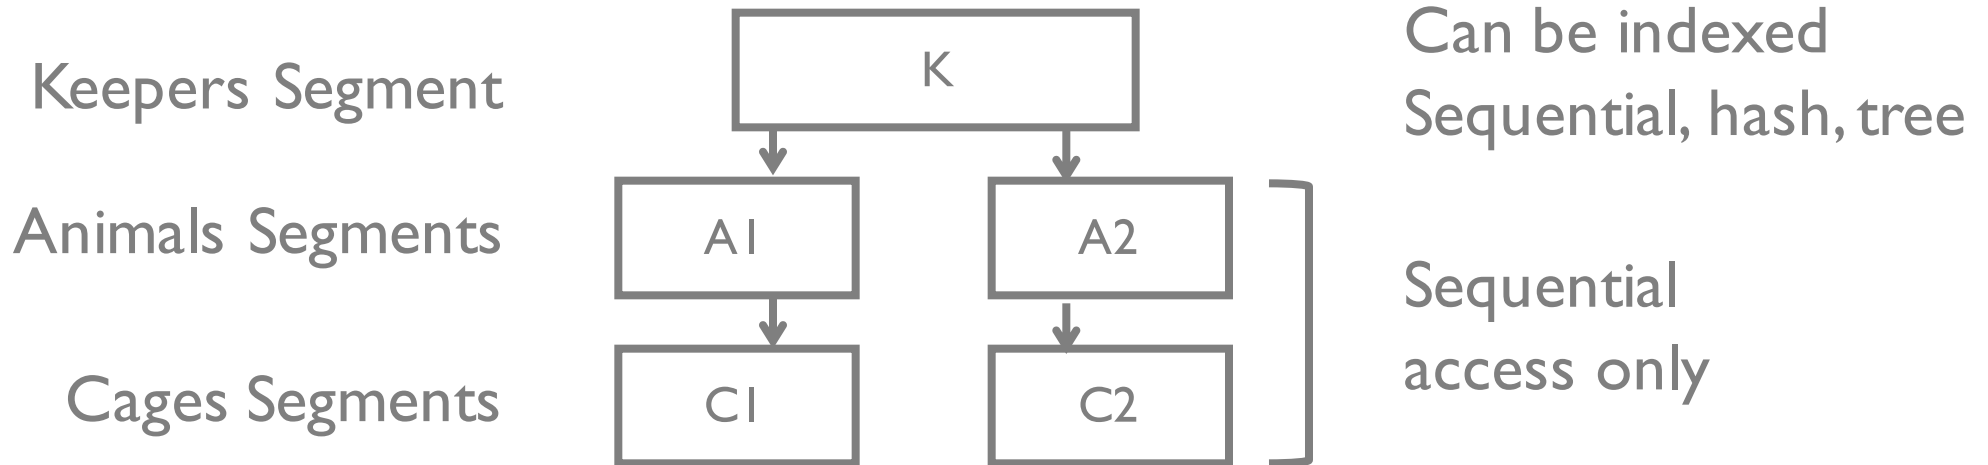 Keepers Segment
K
Can be indexed
Sequential, hash, tree
Animals Segments
A1
A2
Sequential
access only
Cages Segments
C1
C2